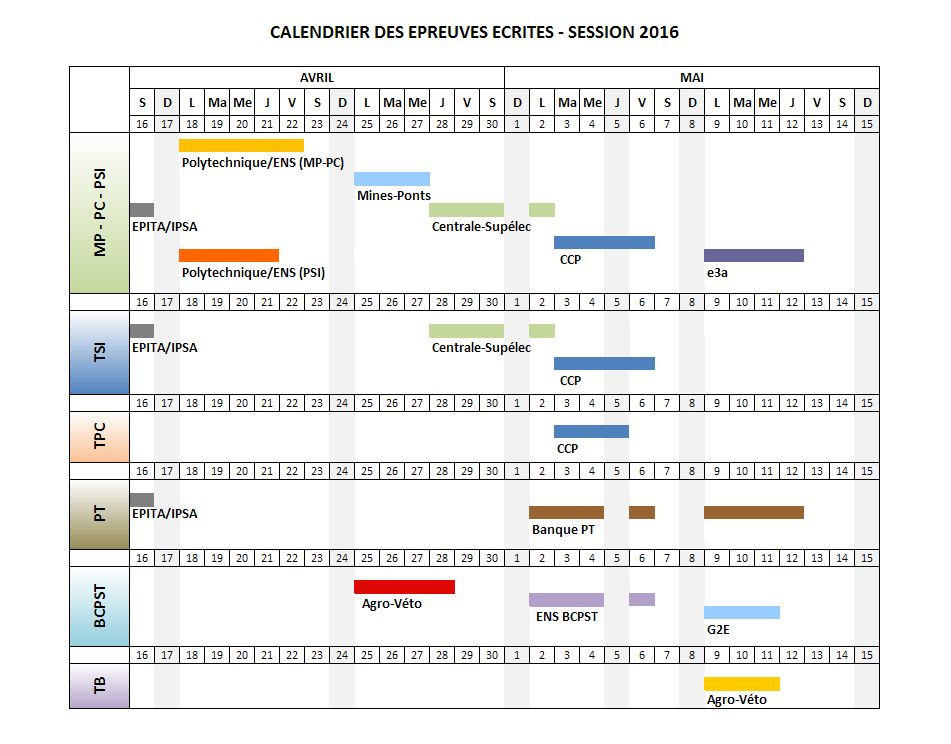 CALENDRIER DES EPREUVES ECRITES - SESSION 2016
AVRIL MAI
S D L Ma Me J V S D L Ma Me J V S D L Ma Me J V S D L Ma Me J V S D
16 17 18 19 20 21 22 23 24 25 26 27 28 29 30 1 2 3 4 5 6 7 8 9 10 11 12 13 14 15
MP - PC - PSI
Polytechnique/ENS (MP-PC)
Mines-Ponts
EPITA/IPSA Centrale-Supélec
CCP
Polytechnique/ENS (PSI) e3a
16 17 18 19 20 21 22 23 24 25 26 27 28 29 30 1 2 3 4 5 6 7 8 9 10 11 12 13 14 15
TSI
EPITA/IPSA Centrale-Supélec
CCP
16 17 18 19 20 21 22 23 24 25 26 27 28 29 30 1 2 3 4 5 6 7 8 9 10 11 12 13 14 15
TPC
CCP
16 17 18 19 20 21 22 23 24 25 26 27 28 29 30 1 2 3 4 5 6 7 8 9 10 11 12 13 14 15
PT
EPITA/IPSA
Banque PT
16 17 18 19 20 21 22 23 24 25 26 27 28 29 30 1 2 3 4 5 6 7 8 9 10 11 12 13 14 15
BCPST
Agro-Véto
ENS BCPST
G2E
16 17 18 19 20 21 22 23 24 25 26 27 28 29 30 1 2 3 4 5 6 7 8 9 10 11 12 13 14 15
TB
Agro-Véto